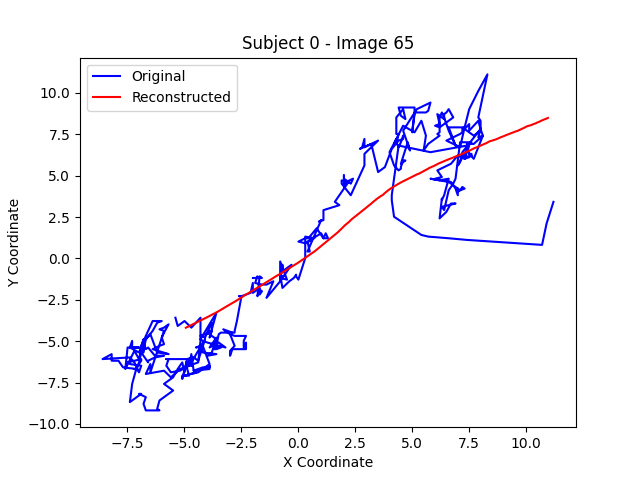 Subject 0 - Image 65
Original
Reconstructed
Y Coordinate
10.0
7.5
5.0
2.5
0.0
−2.5
−5.0
−7.5
−10.0
−7.5 −5.0 −2.5 0.0 2.5 5.0 7.5 10.0
X Coordinate